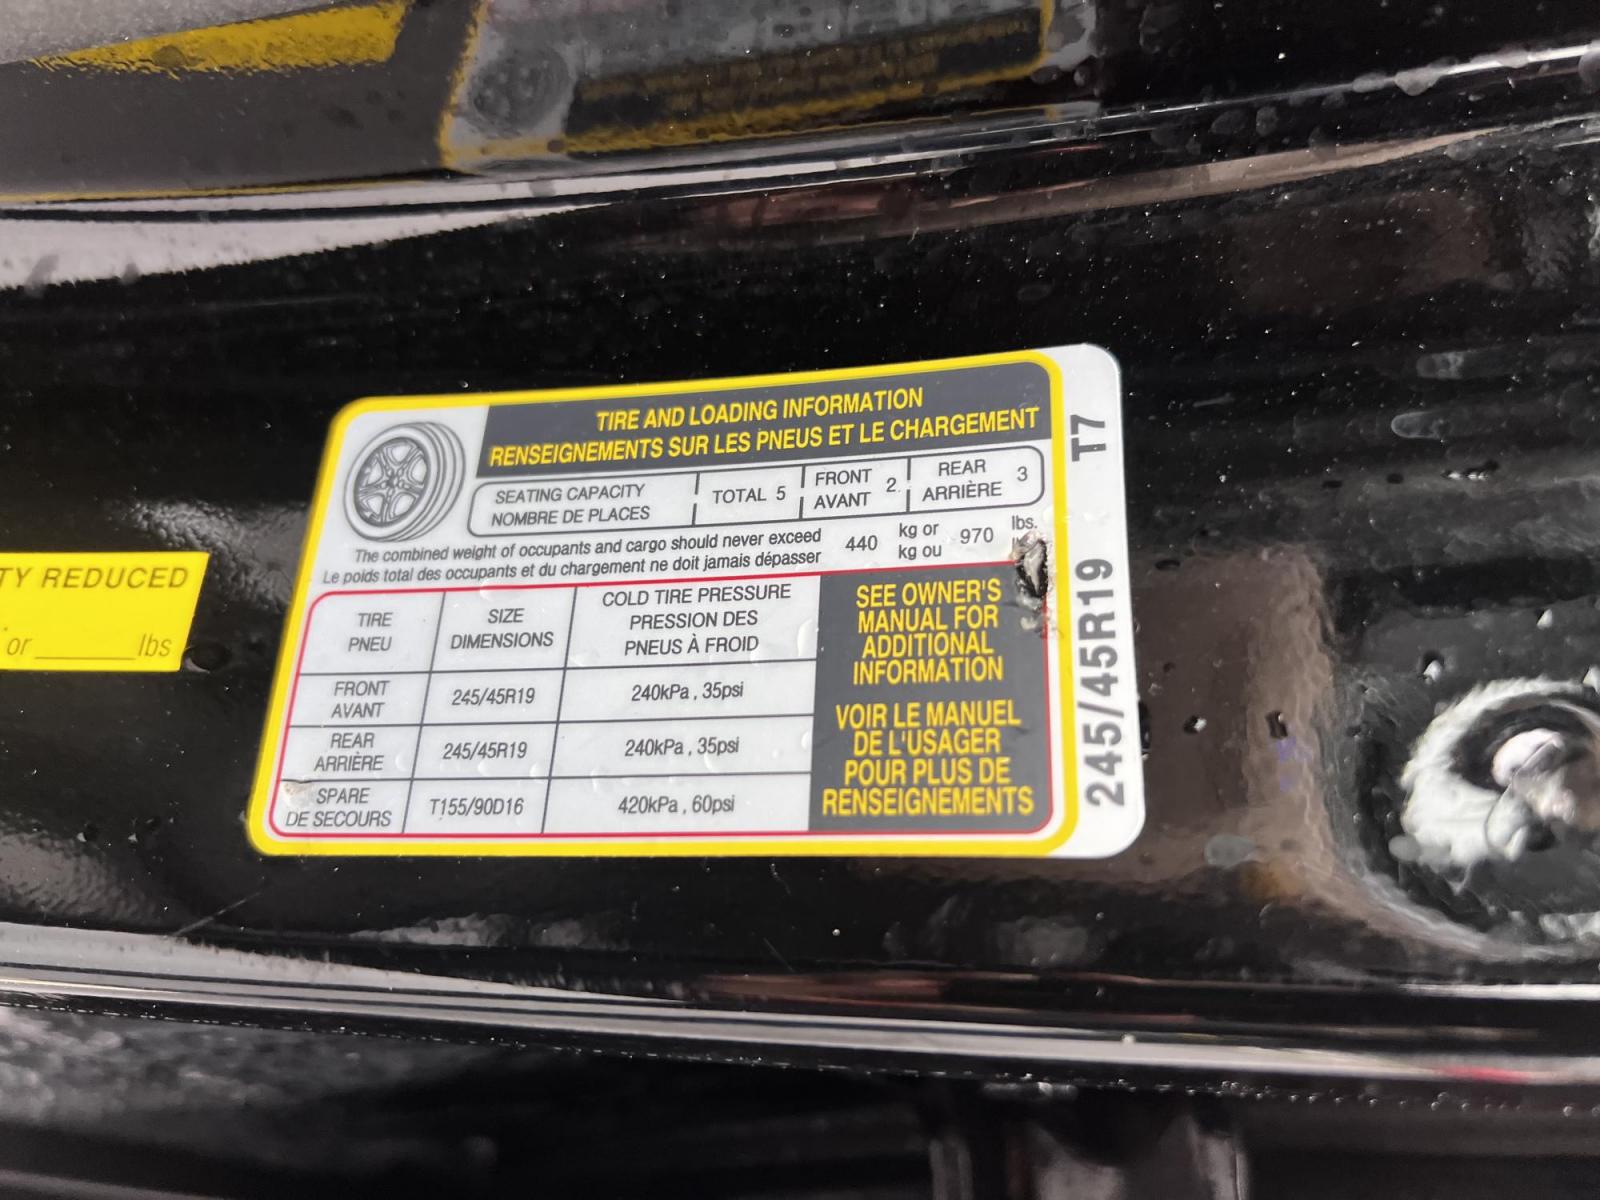 TIRE AND LOADING INFORMATION
RENSEIGNEMENTS SUR LES PNEUS ET LE CHARGEMENT
SEATING CAPACITY
NOMBRE DE PLACES
TOTAL 5
FRONT
AVANT
2
REAR
ARRIÈRE
3
The combined weight of occupants and cargo should never exceed
Le poids total des occupants et du chargement ne doit jamais dépasser
440
kg or
kg ou
970
lbs.
TIRE
PNEU
SIZE
DIMENSIONS
COLD TIRE PRESSURE
PRESSION DES
PNEUS À FROID
FRONT
AVANT
245/45R19
240kPa , 35psi
REAR
ARRIÈRE
245/45R19
240kPa , 35psi
SPARE
DE SECOURS
T155/90D16
420kPa , 60psi
SEE OWNER'S
MANUAL FOR
ADDITIONAL
INFORMATION
VOIR LE MANUEL
DE L'USAGER
POUR PLUS DE
RENSEIGNEMENTS
245/45R19 T7
TY REDUCED
or ______ lbs